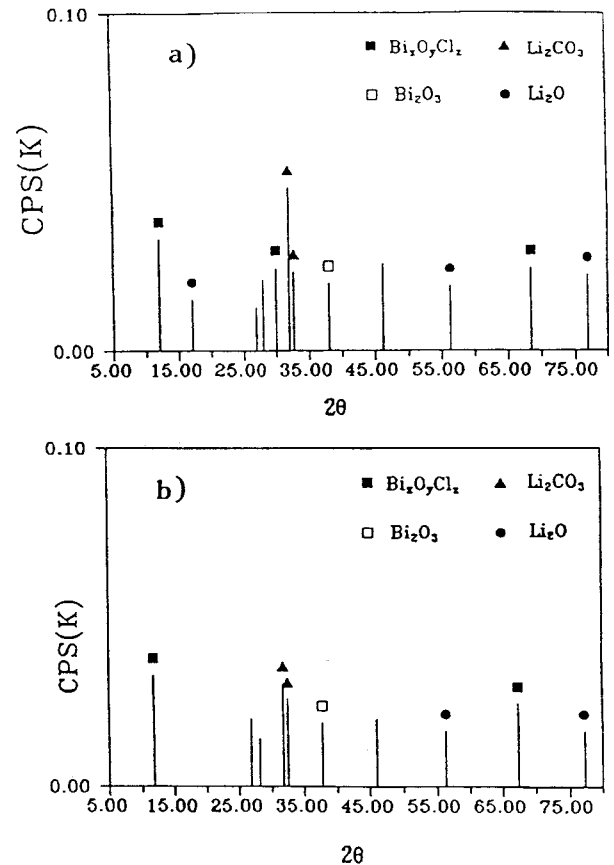 0.10
a)
■ BixOyClz ▲ Li2CO3
□ Bi2O3 ● Li2O
CPS(K)
0.00
5.00 15.00 25.00 35.00 45.00 55.00 65.00 75.00
2θ
0.10
b)
■ BixOyClz ▲ Li2CO3
□ Bi2O3 ● Li2O
CPS(K)
0.00
5.00 15.00 25.00 35.00 45.00 55.00 65.00 75.00
2θ